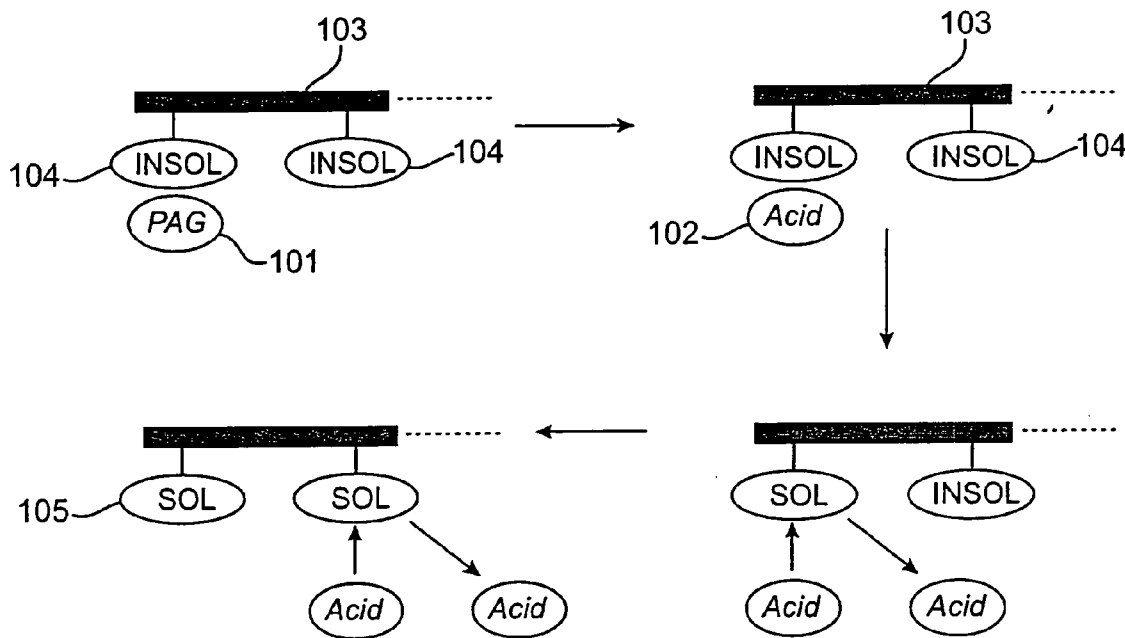 103
104 INSOL INSOL 104
PAG
101
103
INSOL INSOL 104
102 Acid
105 SOL SOL
Acid Acid
SOL INSOL
Acid Acid